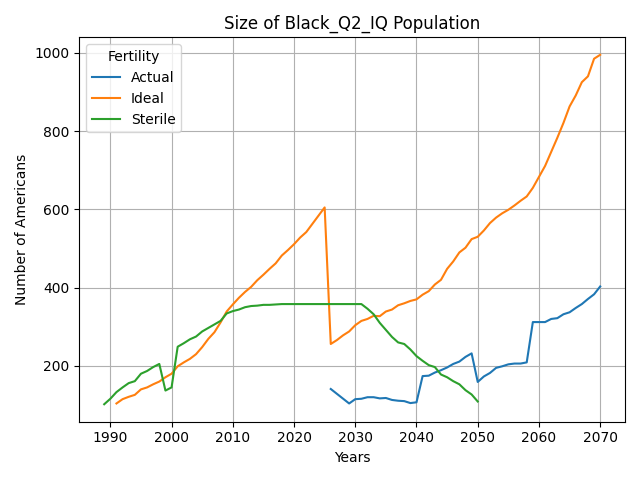 Size of Black_Q2_IQ Population
Fertility
Actual
Ideal
Sterile
Number of Americans
1000
800
600
400
200
1990 2000 2010 2020 2030 2040 2050 2060 2070
Years